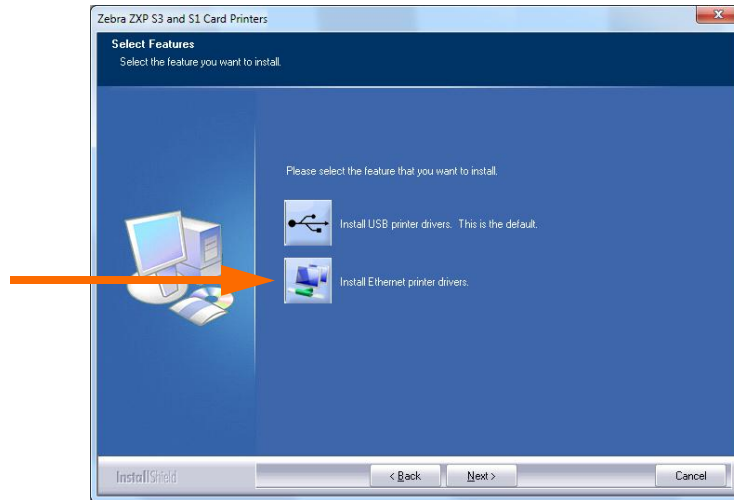 Zebra ZXP S3 and S1 Card Printers
Select Features
Select the feature you want to install.
Please select the feature that you want to install.
Install USB printer drivers. This is the default.
Install Ethernet printer drivers.
InstallShield
< Back
Next >
Cancel